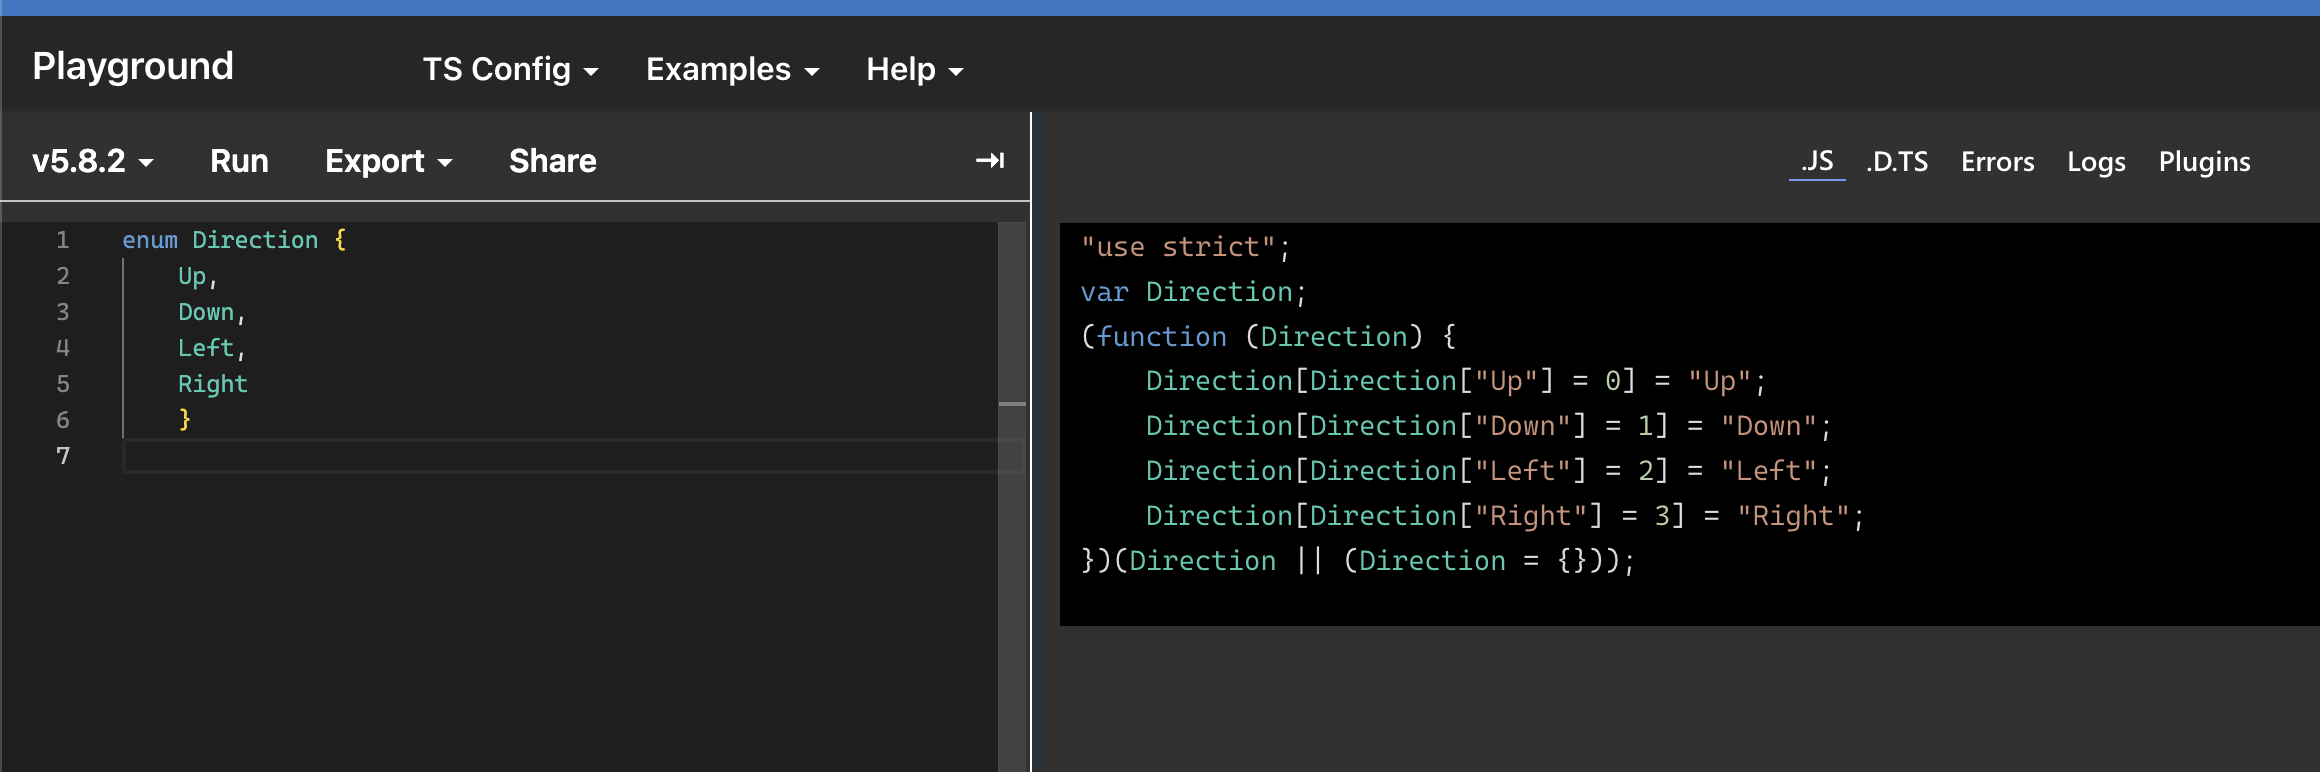 Playground TS Config Examples Help
v5.8.2 Run Export Share
.JS .D.TS Errors Logs Plugins
1 enum Direction {
2     Up,
3     Down,
4     Left,
5     Right
6     }
7
"use strict";
var Direction;
(function (Direction) {
    Direction[Direction["Up"] = 0] = "Up";
    Direction[Direction["Down"] = 1] = "Down";
    Direction[Direction["Left"] = 2] = "Left";
    Direction[Direction["Right"] = 3] = "Right";
})(Direction || (Direction = {}));